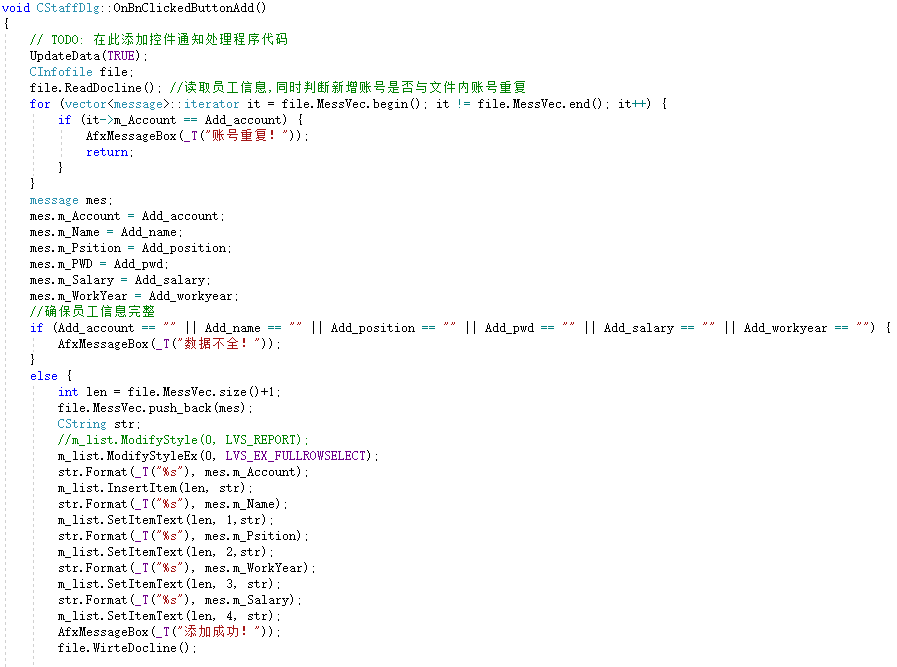 void CStaffDlg::OnBnClickedButtonAdd()
{
    // TODO: 在此添加控件通知处理程序代码
    UpdateData(TRUE);
    CInfofile file;
    file.ReadDocline(); //读取员工信息,同时判断新增账号是否与文件内账号重复
    for (vector<message>::iterator it = file.MessVec.begin(); it != file.MessVec.end(); it++) {
        if (it->m_Account == Add_account) {
            AfxMessageBox(_T("账号重复！"));
            return;
        }
    }
    message mes;
    mes.m_Account = Add_account;
    mes.m_Name = Add_name;
    mes.m_Psition = Add_position;
    mes.m_PWD = Add_pwd;
    mes.m_Salary = Add_salary;
    mes.m_WorkYear = Add_workyear;
    //确保员工信息完整
    if (Add_account == "" || Add_name == "" || Add_position == "" || Add_pwd == "" || Add_salary == "" || Add_workyear == "") {
        AfxMessageBox(_T("数据不全！"));
    }
    else {
        int len = file.MessVec.size()+1;
        file.MessVec.push_back(mes);
        CString str;
        //m_list.ModifyStyle(0, LVS_REPORT);
        m_list.ModifyStyleEx(0, LVS_EX_FULLROWSELECT);
        str.Format(_T("%s"), mes.m_Account);
        m_list.InsertItem(len, str);
        str.Format(_T("%s"), mes.m_Name);
        m_list.SetItemText(len, 1,str);
        str.Format(_T("%s"), mes.m_Psition);
        m_list.SetItemText(len, 2,str);
        str.Format(_T("%s"), mes.m_WorkYear);
        m_list.SetItemText(len, 3, str);
        str.Format(_T("%s"), mes.m_Salary);
        m_list.SetItemText(len, 4, str);
        AfxMessageBox(_T("添加成功！"));
        file.WirteDocline();